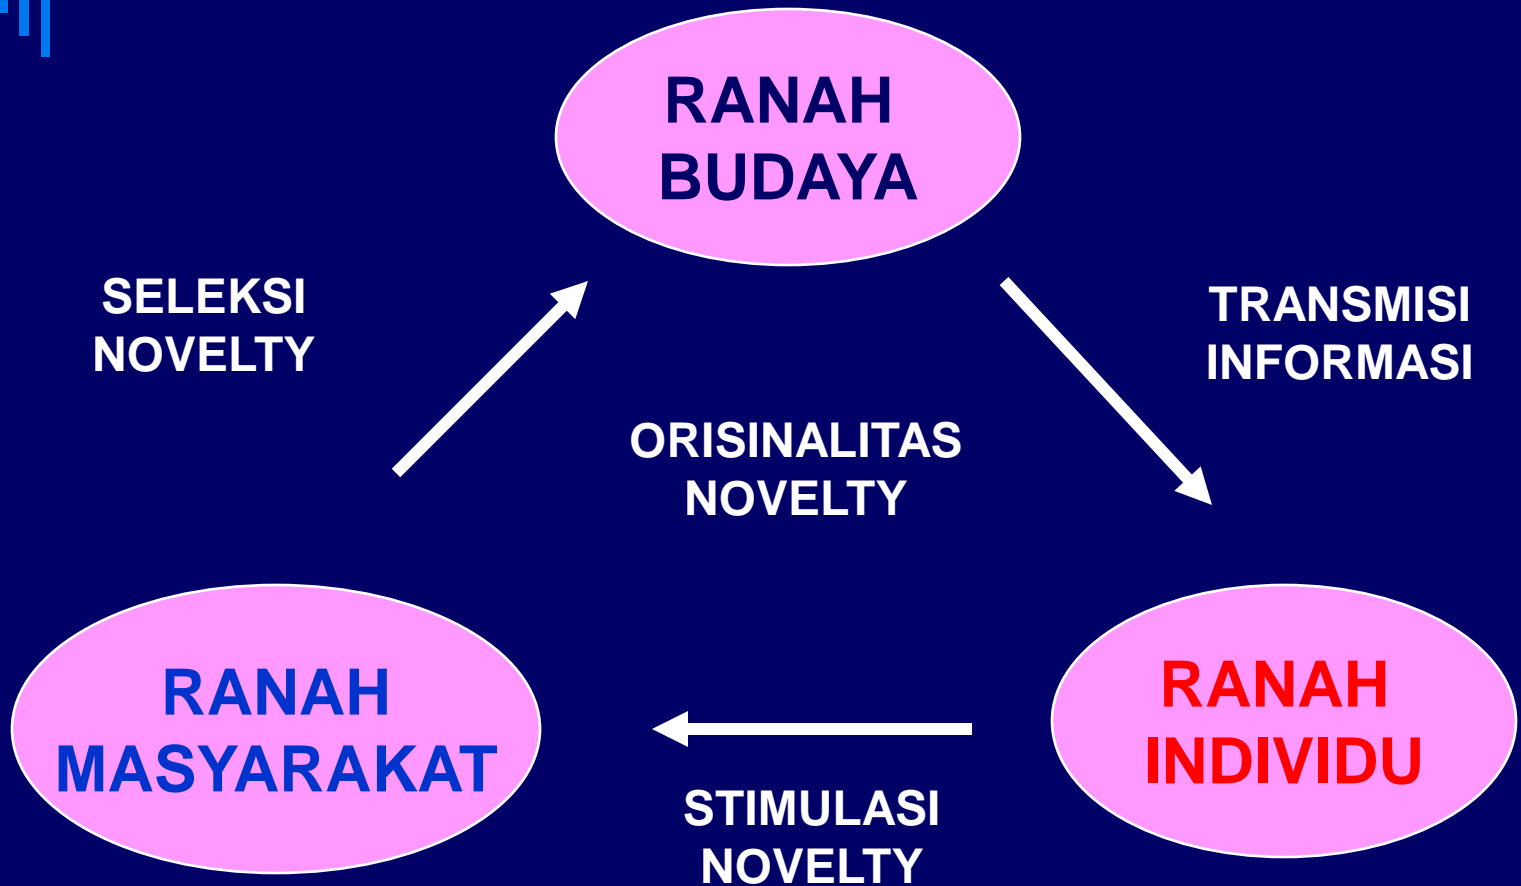 RANAH
BUDAYA
SELEKSI
NOVELTY
TRANSMISI
INFORMASI
ORISINALITAS
NOVELTY
RANAH
MASYARAKAT
RANAH
INDIVIDU
STIMULASI
NOVELTY